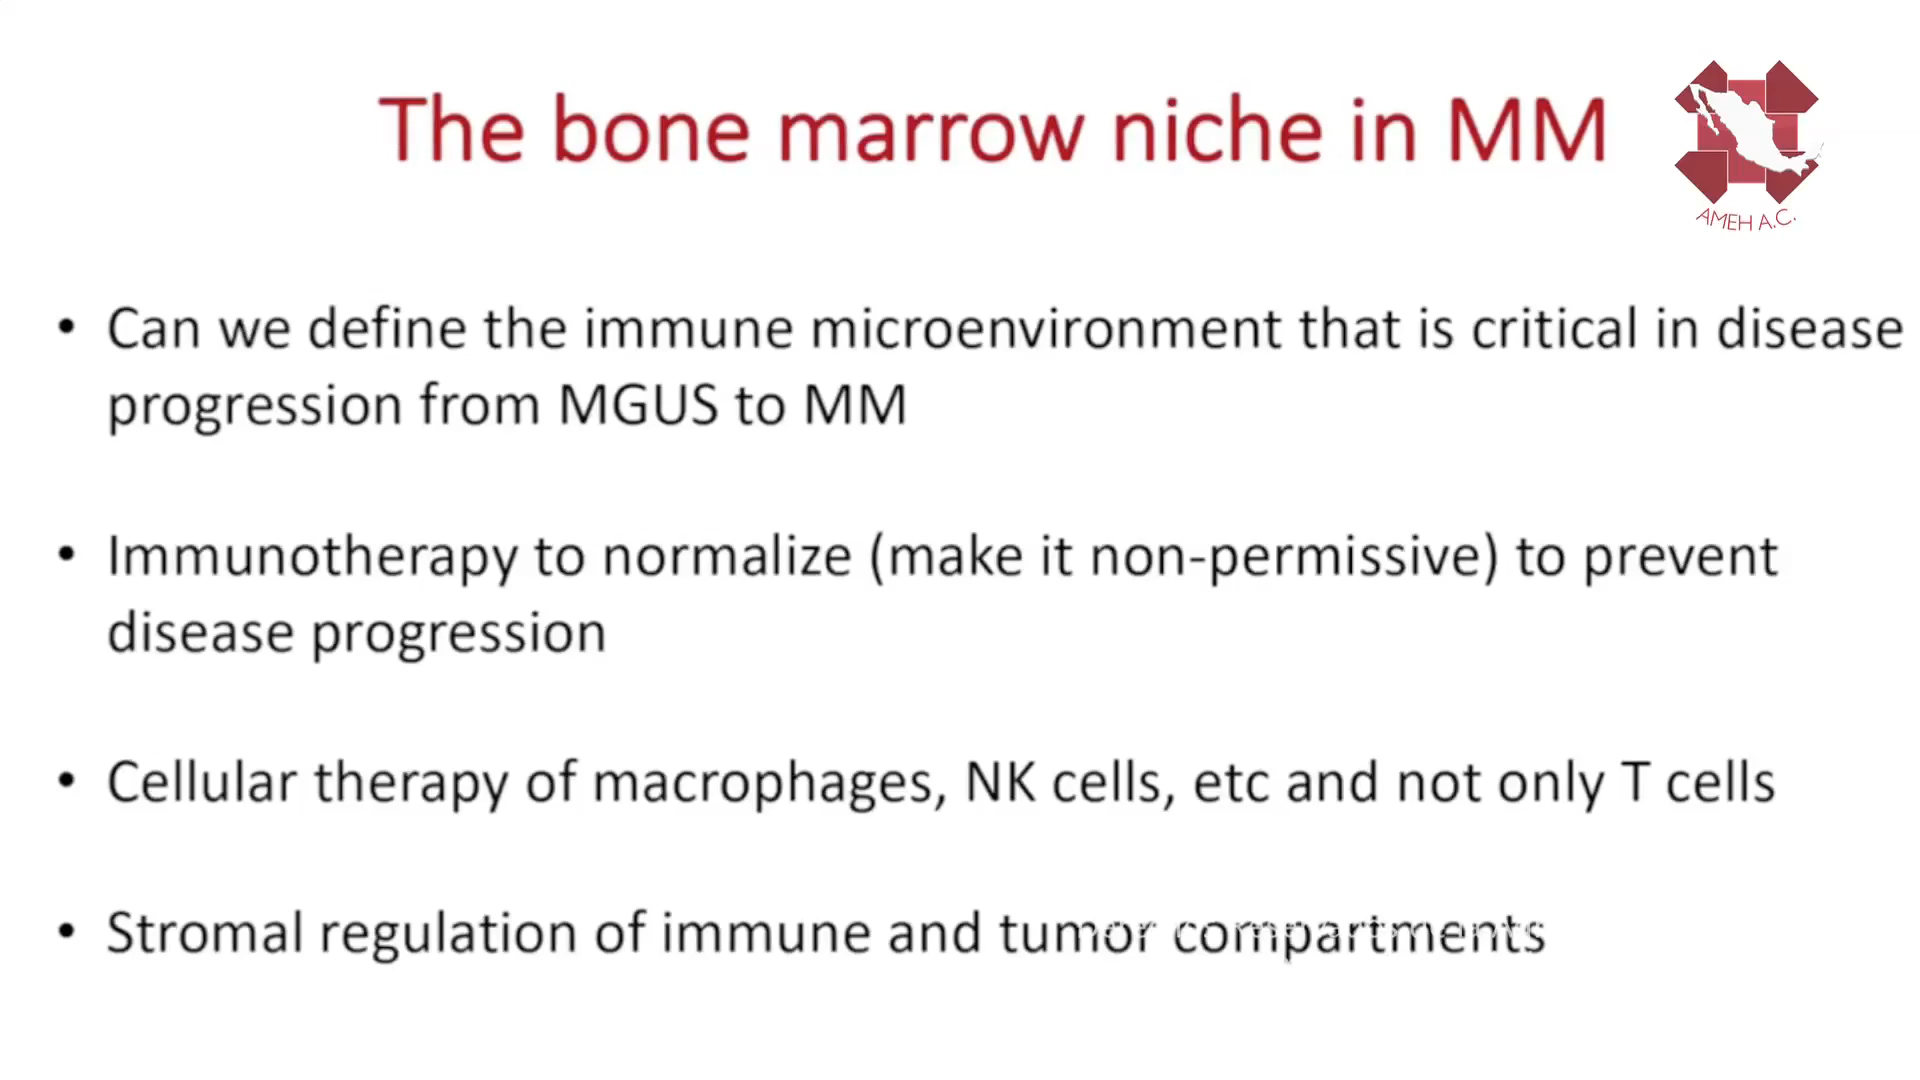 The bone marrow niche in MM
AMEH A.C.
• Can we define the immune microenvironment that is critical in disease
progression from MGUS to MM
• Immunotherapy to normalize (make it non-permissive) to prevent
disease progression
• Cellular therapy of macrophages, NK cells, etc and not only T cells
• Stromal regulation of immune and tumor compartments